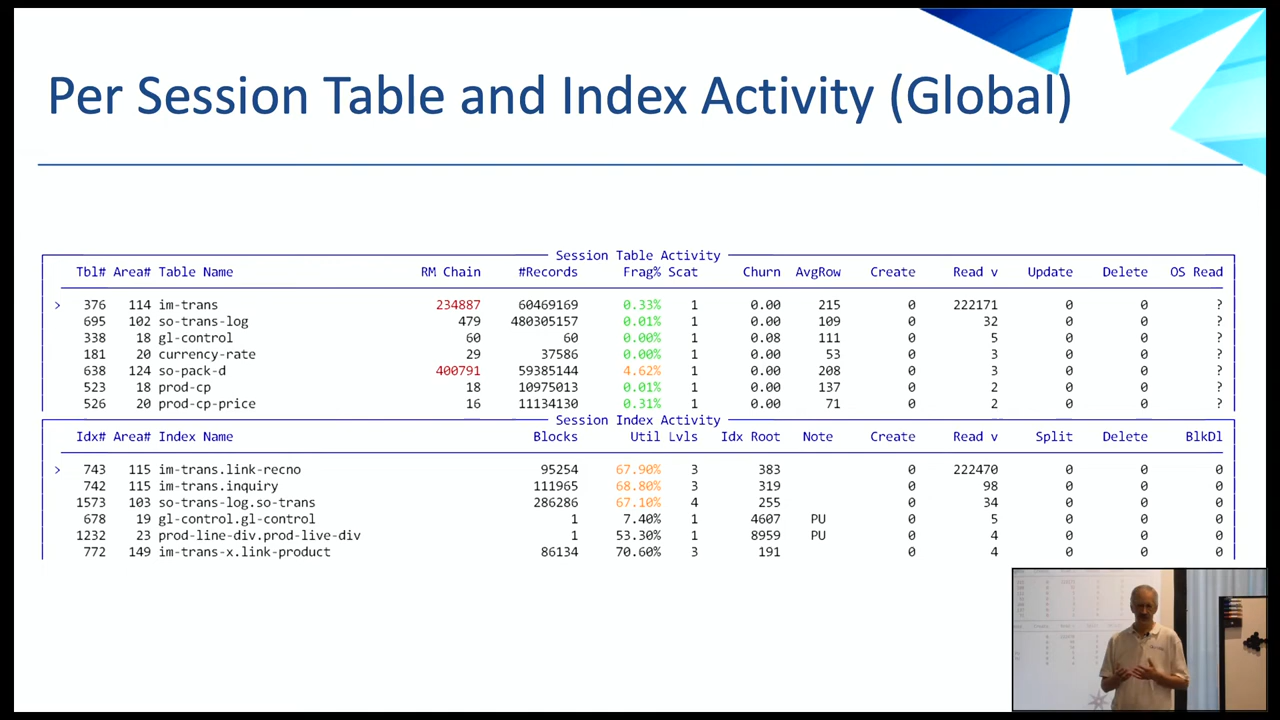 Per Session Table and Index Activity (Global)
Session Table Activity
Tbl# Area# Table Name RM Chain #Records Frag% Scat Churn AvgRow Create Read v Update Delete OS Read
> 376 114 im-trans 234887 60469169 0.33% 1 0.00 215 0 222171 0 0 ?
695 102 so-trans-log 479 480305157 0.01% 1 0.00 109 0 32 0 0 ?
338 18 gl-control 60 60 0.00% 1 0.08 111 0 5 0 0 ?
181 20 currency-rate 29 37586 0.00% 1 0.00 53 0 3 0 0 ?
638 124 so-pack-d 400791 59385144 4.62% 1 0.00 208 0 3 0 0 ?
523 18 prod-cp 18 10975013 0.01% 1 0.00 137 0 2 0 0 ?
526 20 prod-cp-price 16 11134130 0.31% 1 0.00 71 0 2 0 0 ?
Session Index Activity
Idx# Area# Index Name Blocks Util Lvls Idx Root Note Create Read v Split Delete BlkDl
> 743 115 im-trans.link-recno 95254 67.90% 3 383 0 222470 0 0 0
742 115 im-trans.inquiry 111965 68.80% 3 319 0 98 0 0 0
1573 103 so-trans-log.so-trans 286286 67.10% 4 255 0 34 0 0 0
678 19 gl-control.gl-control 1 7.40% 1 4607 PU 0 5 0 0 0
1232 23 prod-line-div.prod-live-div 1 53.30% 1 8959 PU 0 4 0 0 0
772 149 im-trans-x.link-product 86134 70.60% 3 191 0 4 0 0 0